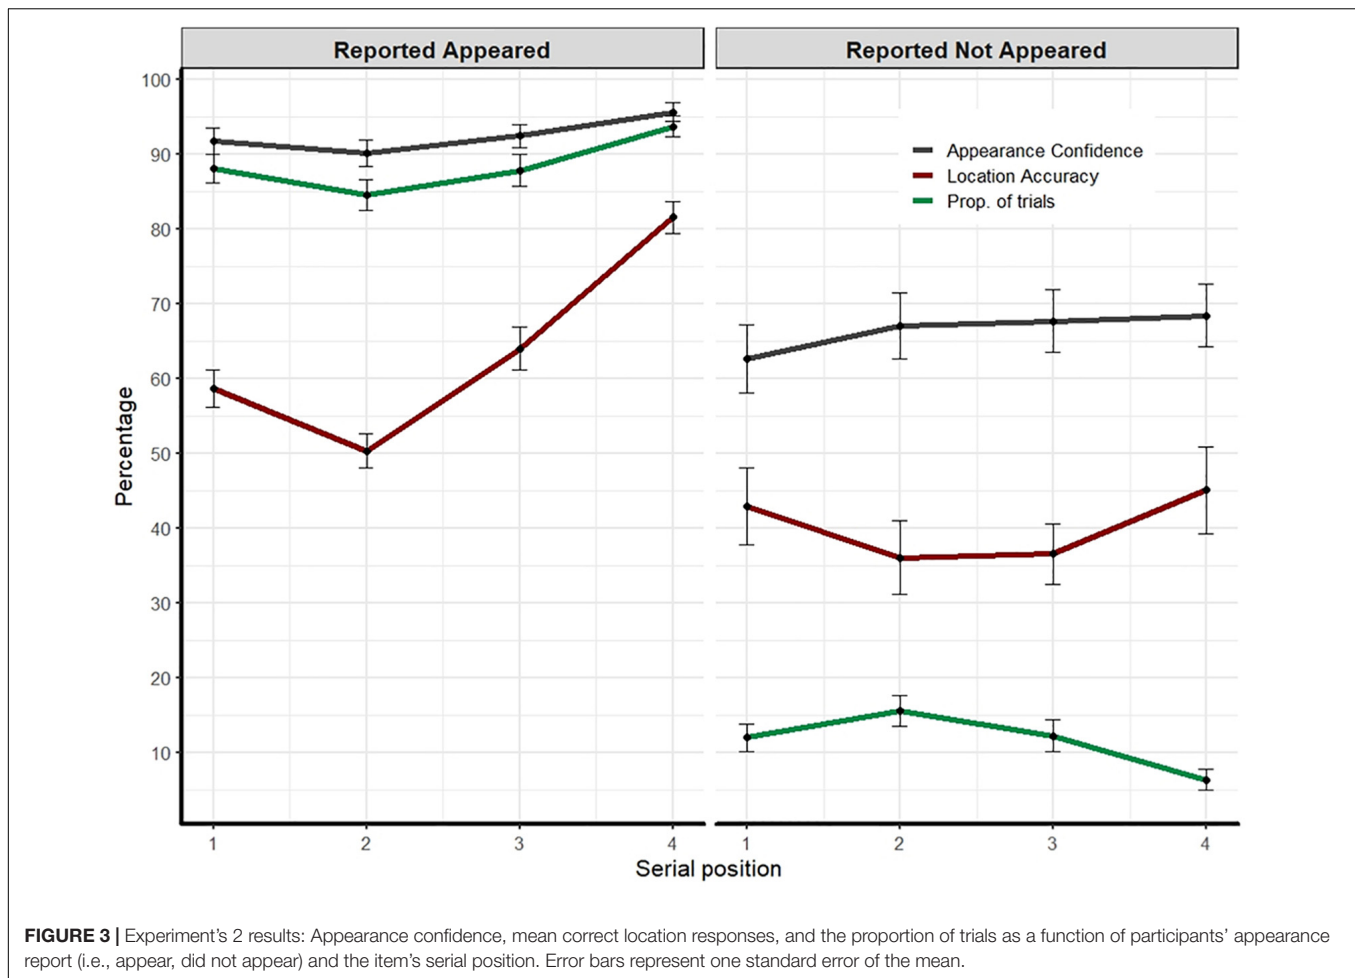 Reported Appeared
Reported Not Appeared
100
90
80
70
60
50
40
30
20
10
Percentage
Appearance Confidence
Location Accuracy
Prop. of trials
1 2 3 4
1 2 3 4
Serial position
FIGURE 3 | Experiment's 2 results: Appearance confidence, mean correct location responses, and the proportion of trials as a function of participants' appearance
report (i.e., appear, did not appear) and the item's serial position. Error bars represent one standard error of the mean.